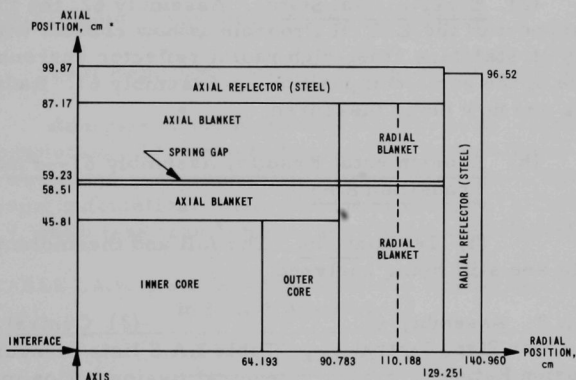 AXIAL
POSITION, cm *
99.87
AXIAL REFLECTOR (STEEL)
96.52
87.17
AXIAL BLANKET
RADIAL
BLANKET
SPRING GAP
59.23
58.51
AXIAL BLANKET
45.81
RADIAL
BLANKET
RADIAL REFLECTOR (STEEL)
INNER CORE
OUTER
CORE
INTERFACE
AXIS
64.193
90.783
110.188
129.251
140.960
RADIAL
POSITION,
cm